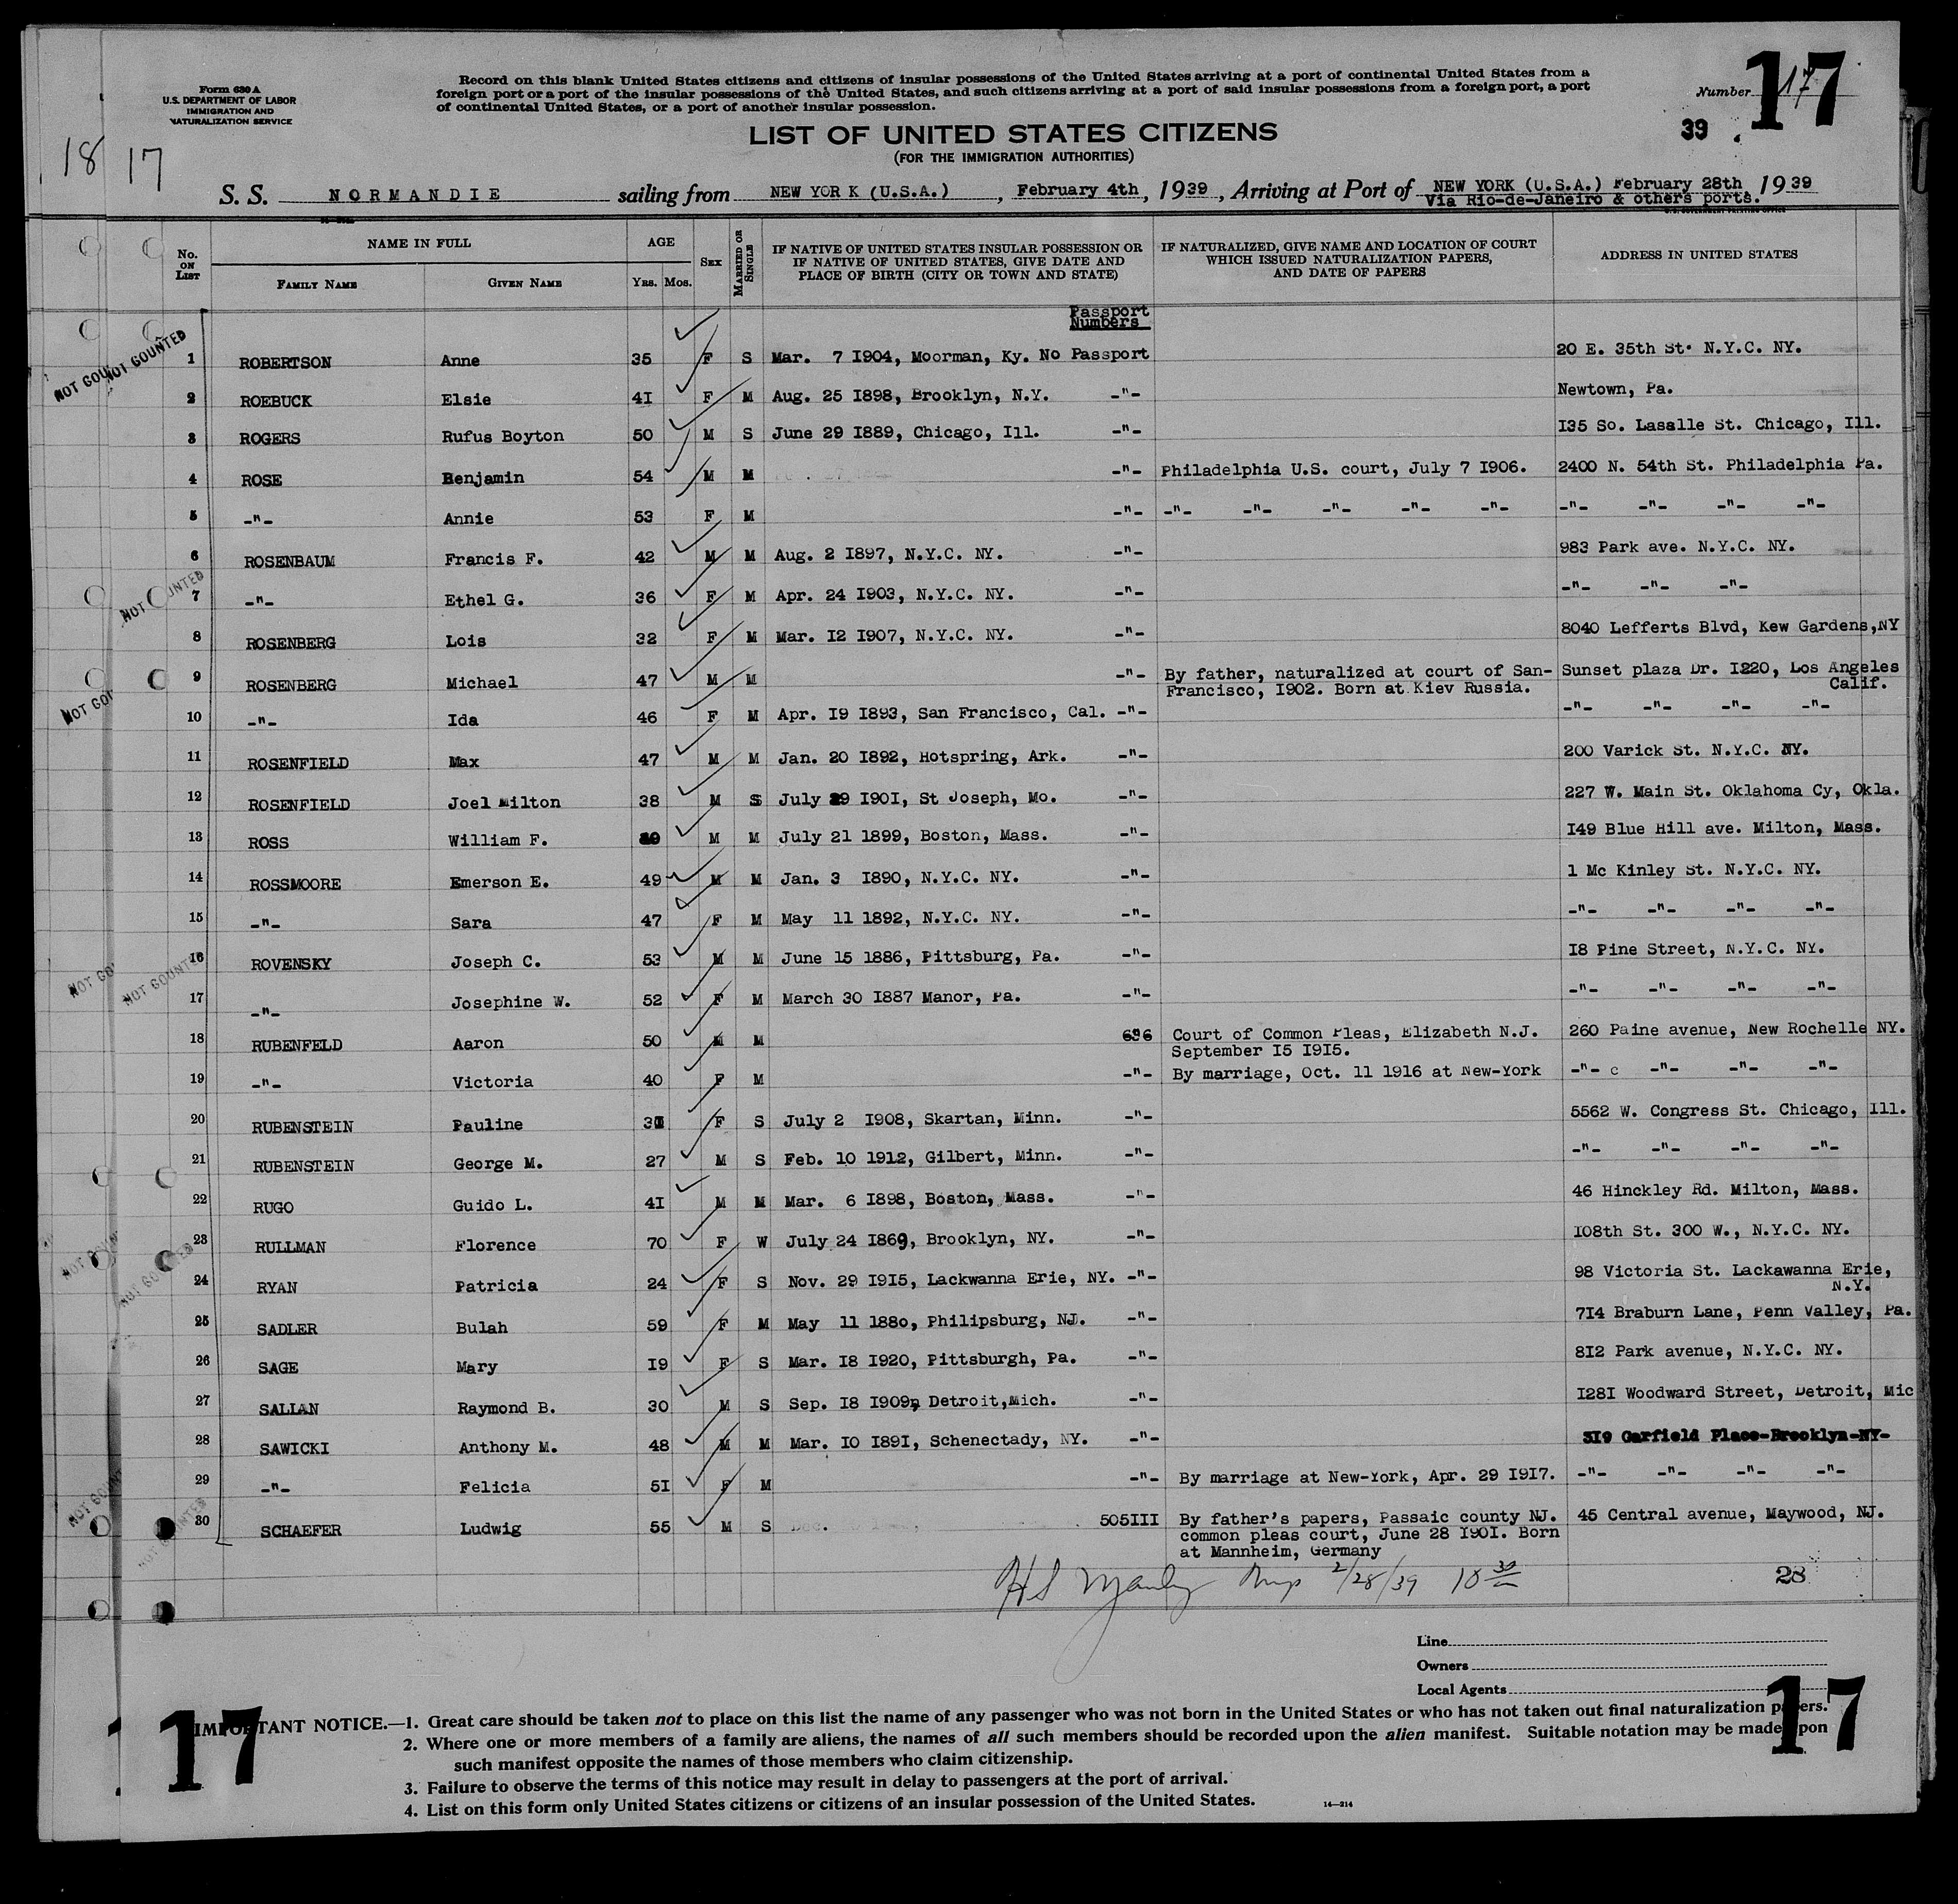 Form 630 A
U.S. DEPARTMENT OF LABOR
IMMIGRATION AND
NATURALIZATION SERVICE
Record on this blank United States citizens and citizens of insular possessions of the United States arriving at a port of continental United States from a
foreign port or a port of the insular possessions of the United States, and such citizens arriving at a port of said insular possessions from a foreign port, a port
of continental United States, or a port of another insular possession.
Number 17
17
39
18 17
LIST OF UNITED STATES CITIZENS
(FOR THE IMMIGRATION AUTHORITIES)
S. S. NORMANDIE sailing from NEW YOR K (U.S.A.) , February 4th, 1939, Arriving at Port of NEW YORK (U.S.A.) February 28th, 1939
Via Rio-de-Janeiro & others ports.
No. ON LIST NAME IN FULL FAMILY NAME GIVEN NAME AGE YRS. MOS. SEX MARRIED OR SINGLE IF NATIVE OF UNITED STATES INSULAR POSSESSION OR IF NATIVE OF UNITED STATES, GIVE DATE AND PLACE OF BIRTH (CITY OR TOWN AND STATE) IF NATURALIZED, GIVE NAME AND LOCATION OF COURT WHICH ISSUED NATURALIZATION PAPERS, AND DATE OF PAPERS ADDRESS IN UNITED STATES
Passport
Numbers
NOT COUNTED
1 ROBERTSON Anne 35 F S Mar. 7 1904, Moorman, Ky. No Passport 20 E. 35th St. N.Y.C. NY.
2 ROEBUCK Elsie 41 F M Aug. 25 1898, Brooklyn, N.Y. -"- Newtown, Pa.
3 ROGERS Rufus Boyton 50 M S June 29 1889, Chicago, Ill. -"- 135 So. Lasalle St. Chicago, Ill.
4 ROSE Benjamin 54 M M -"- Philadelphia U.S. court, July 7 1906. 2400 N. 54th St. Philadelphia Pa.
5 -"- Annie 53 F M -"- -"- -"- -"- -"- -"- -"- -"- -"- -"-
6 ROSENBAUM Francis F. 42 M M Aug. 2 1897, N.Y.C. NY. -"- 983 Park ave. N.Y.C. NY.
7 -"- Ethel G. 36 F M Apr. 24 1903, N.Y.C. NY. -"- -"- -"- -"-
8 ROSENBERG Lois 32 F M Mar. 12 1907, N.Y.C. NY. -"- 8040 Lefferts Blvd, Kew Gardens,NY
9 ROSENBERG Michael 47 M M -"- By father, naturalized at court of San- Sunset plaza Dr. 1220, Los Angeles
Francisco, 1902. Born at Kiev Russia. Calif.
10 -"- Ida 46 F M Apr. 19 1893, San Francisco, Cal. -"- -"- -"- -"- -"-
11 ROSENFIELD Max 47 M M Jan. 20 1892, Hotspring, Ark. -"- 200 Varick St. N.Y.C. NY.
12 ROSENFIELD Joel Milton 38 M S July 29 1901, St Joseph, Mo. -"- 227 W. Main St. Oklahoma Cy, Okla.
13 ROSS William F. M M July 21 1899, Boston, Mass. -"- 149 Blue Hill ave. Milton, Mass.
14 ROSSMOORE Emerson E. 49 M M Jan. 3 1890, N.Y.C. NY. -"- 1 Mc Kinley St. N.Y.C. NY.
15 -"- Sara 47 F M May 11 1892, N.Y.C. NY. -"- -"- -"- -"- -"-
16 ROVENSKY Joseph C. 53 M M June 15 1886, Pittsburg, Pa. -"- 18 Pine Street, N.Y.C. NY.
17 -"- Josephine W. 52 F M March 30 1887 Manor, Pa. -"- -"- -"- -"- -"-
18 RUBENFELD Aaron 50 M M 696 Court of Common Pleas, Elizabeth N.J. 260 Paine avenue, New Rochelle NY.
September 15 1915.
19 -"- Victoria 40 F M -"- By marriage, Oct. 11 1916 at New-York -"- c -"- -"- -"-
20 RUBENSTEIN Pauline 31 F S July 2 1908, Skartan, Minn. -"- 5562 W. Congress St. Chicago, Ill.
21 RUBENSTEIN George M. 27 M S Feb. 10 1912, Gilbert, Minn. -"- -"- -"- -"- -"-
22 RUGO Guido L. 41 M M Mar. 6 1898, Boston, Mass. -"- 46 Hinckley Rd. Milton, Mass.
23 RULLMAN Florence 70 F W July 24 1869, Brooklyn, NY. -"- 108th St. 300 W., N.Y.C. NY.
24 RYAN Patricia 24 F S Nov. 29 1915, Lackwanna Erie, NY. -"- 98 Victoria St. Lackawanna Erie,
N.Y.
25 SADLER Bulah 59 F M May 11 1880, Philipsburg, NJ. -"- 714 Braburn Lane, Penn Valley, Pa.
26 SAGE Mary 19 F S Mar. 18 1920, Pittsburgh, Pa. -"- 812 Park avenue, N.Y.C. NY.
27 SALIAN Raymond B. 30 M S Sep. 18 1909, Detroit,Mich. -"- 1281 Woodward Street, Detroit, Mic
28 SAWICKI Anthony M. 48 M M Mar. 10 1891, Schenectady, NY. -"- 319 Garfield Place-Brooklyn-NY-
29 -"- Felicia 51 F M -"- By marriage at New-York, Apr. 29 1917. -"- -"- -"- -"-
30 SCHAEFER Ludwig 55 M S 505111 By father's papers, Passaic county NJ. 45 Central avenue, Maywood, NJ.
common pleas court, June 28 1901. Born
at Mannheim, Germany
2/28/39 10 30
28
Line
Owners
Local Agents
17 17
IMPORTANT NOTICE.—1. Great care should be taken not to place on this list the name of any passenger who was not born in the United States or who has not taken out final naturalization papers.
2. Where one or more members of a family are aliens, the names of all such members should be recorded upon the alien manifest. Suitable notation may be made upon
such manifest opposite the names of those members who claim citizenship.
3. Failure to observe the terms of this notice may result in delay to passengers at the port of arrival.
4. List on this form only United States citizens or citizens of an insular possession of the United States. 14—214